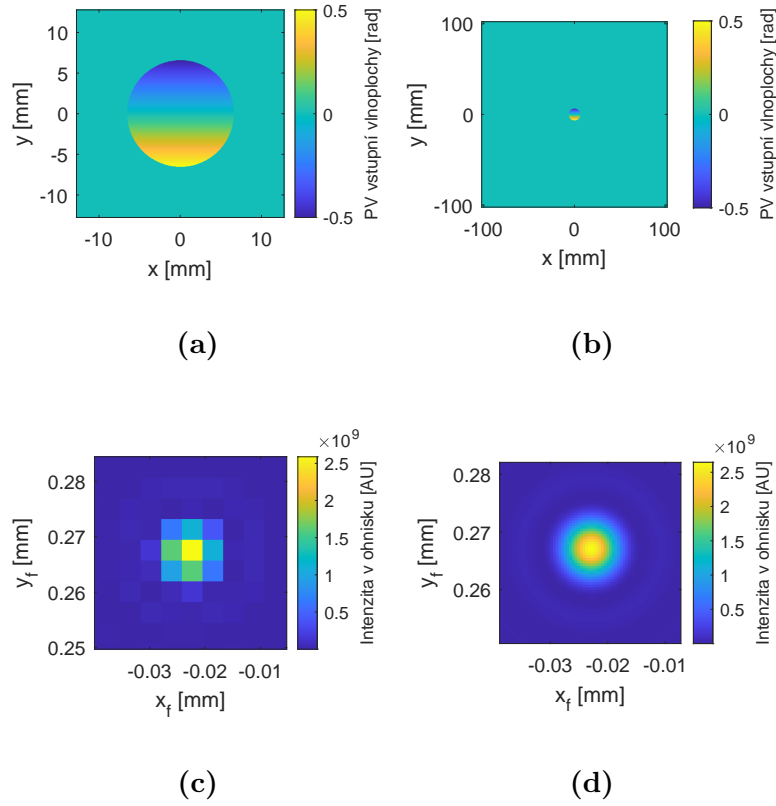 10
5
0
-5
-10
y [mm]
-10
0
10
x [mm]
0.5
0
-0.5
PV vstupní vlnoplochy [rad]
(a)
100
0
-100
y [mm]
-100
0
100
x [mm]
0.5
0
-0.5
PV vstupní vlnoplochy [rad]
(b)
0.28
0.27
0.26
0.25
y_f [mm]
-0.03
-0.02
-0.01
x_f [mm]
×10^9
2.5
2
1.5
1
0.5
Intenzita v ohnisku [AU]
(c)
0.28
0.27
0.26
y_f [mm]
-0.03
-0.02
-0.01
x_f [mm]
×10^9
2.5
2
1.5
1
0.5
Intenzita v ohnisku [AU]
(d)